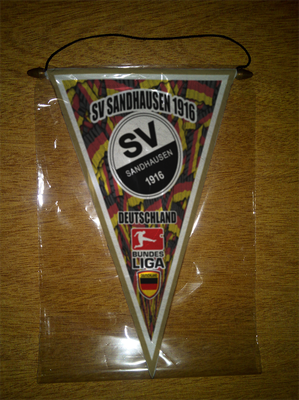 SV SANDHAUSEN 1916
SV
SANDHAUSEN
1916
DEUTSCHLAND
BUNDES
LIGA